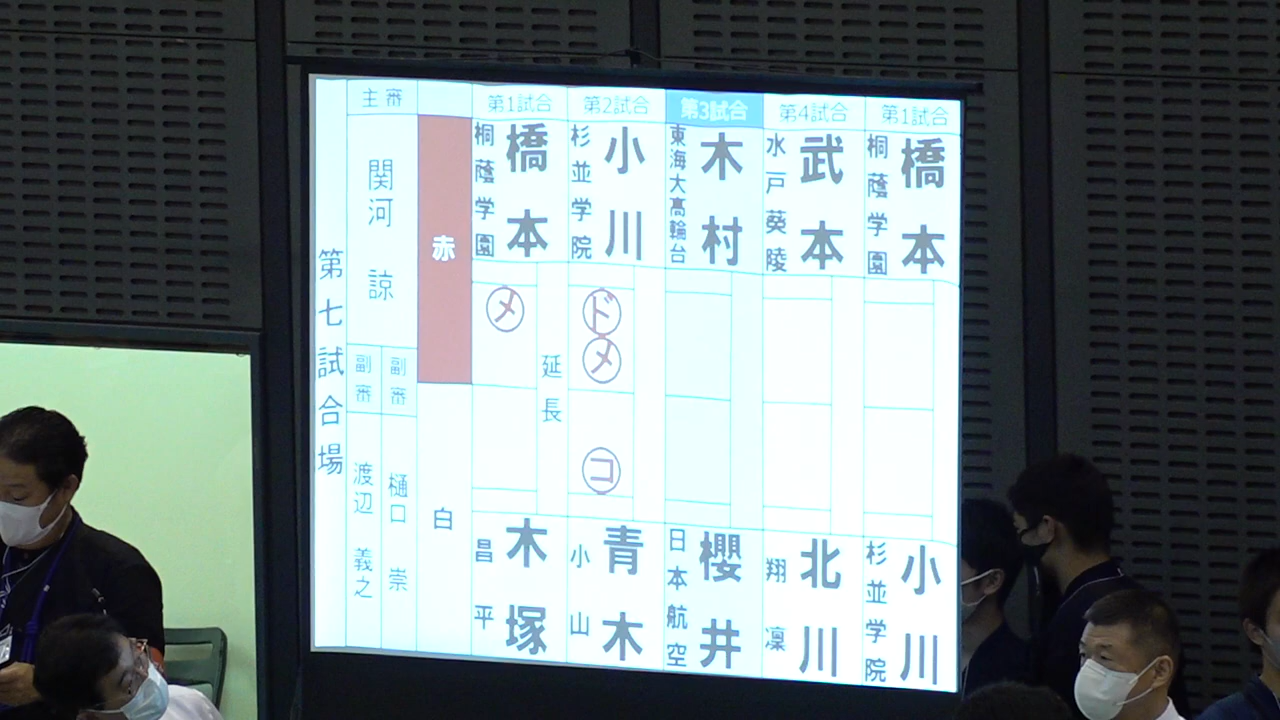 第七試合場
主審
関河 諒
副審
副審
渡辺 義之
樋口 崇
赤
白
第1試合
桐蔭学園
橋本
メ
延長
昌平
木塚
第2試合
杉並学院
小川
ド
メ
コ
小山
青木
第3試合
東海大高輪台
木村
日本航空
櫻井
第4試合
水戸葵陵
武本
翔凜
北川
第1試合
桐蔭学園
橋本
杉並学院
小川